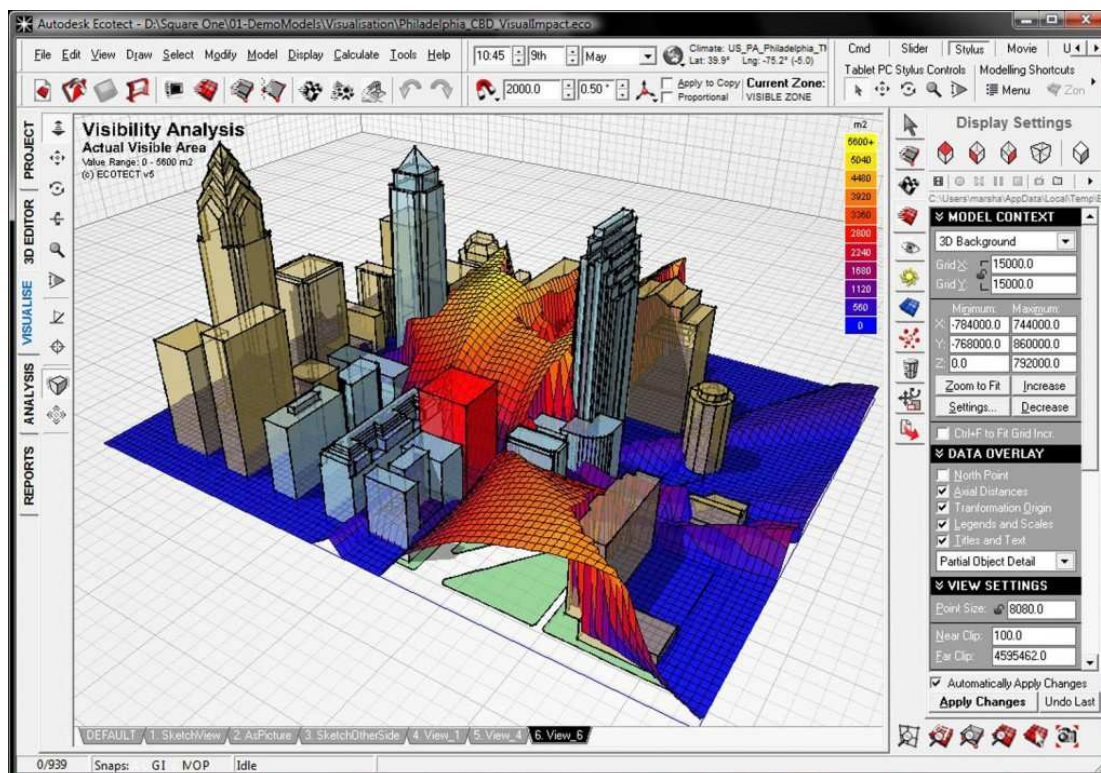 Autodesk Ecotect - D:\Square One\01-DemoModels\Visualisation\Philadelphia_CBD_VisualImpact.eco
File Edit View Draw Select Modify Model Display Calculate Tools Help
10:45 9th May
Climate: US_PA_Philadelphia_
Lat: 39.9° Lng: -75.2° (-5.0)
Cmd Slider Stylus Movie U
Tablet PC Stylus Controls Modelling Shortcuts
Menu Zon
2000.0 0.50 °
Apply to Copy
Proportional
Current Zone:
VISIBLE ZONE
PROJECT
3D EDITOR
VISUALISE
ANALYSIS
REPORTS
Visibility Analysis
Actual Visible Area
Value Range: 0 - 5600 m2
(c) ECOTECT v5
m2
5600+
5040
4480
3920
3360
2800
2240
1680
1120
560
0
Display Settings
C:\Users\marsha\AppData\Local\Temp\E
MODEL CONTEXT
3D Background
Grid X: 15000.0
Grid Y: 15000.0
Minimum: Maximum:
X: -784000.0 744000.0
Y: -768000.0 860000.0
Z: 0.0 792000.0
Zoom to Fit Increase
Settings... Decrease
Ctrl+F to Fit Grid Incr.
DATA OVERLAY
North Point
Axial Distances
Tranformation Origin
Legends and Scales
Titles and Text
Partial Object Detail
VIEW SETTINGS
Point Size: 8080.0
Near Clip: 100.0
Far Clip: 4595462.0
Automatically Apply Changes
Apply Changes Undo Last
DEFAULT 1. SketchView 2. AsPicture 3. SketchOtherSide 4. View_1 5. View_4 6. View_6
0/939 Snaps: GI Idle